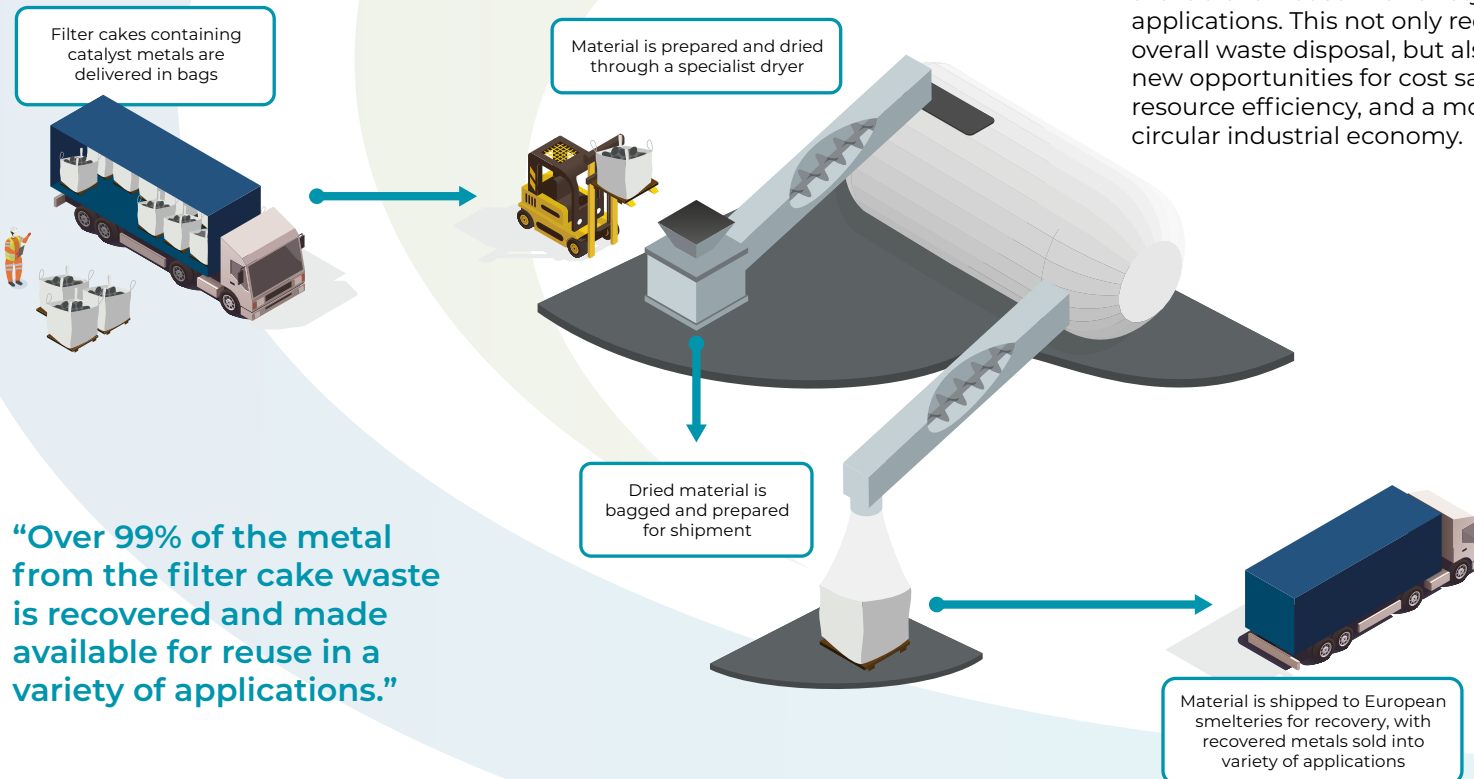 Filter cakes containing
catalyst metals are
delivered in bags
Material is prepared and dried
through a specialist dryer
applications. This not only
overall waste disposal, but
new opportunities for cost
resource efficiency, and a
circular industrial economy.
Dried material is
bagged and prepared
for shipment
“Over 99% of the metal
from the filter cake waste
is recovered and made
available for reuse in a
variety of applications.”
Material is shipped to European
smelteries for recovery, with
recovered metals sold into
variety of applications